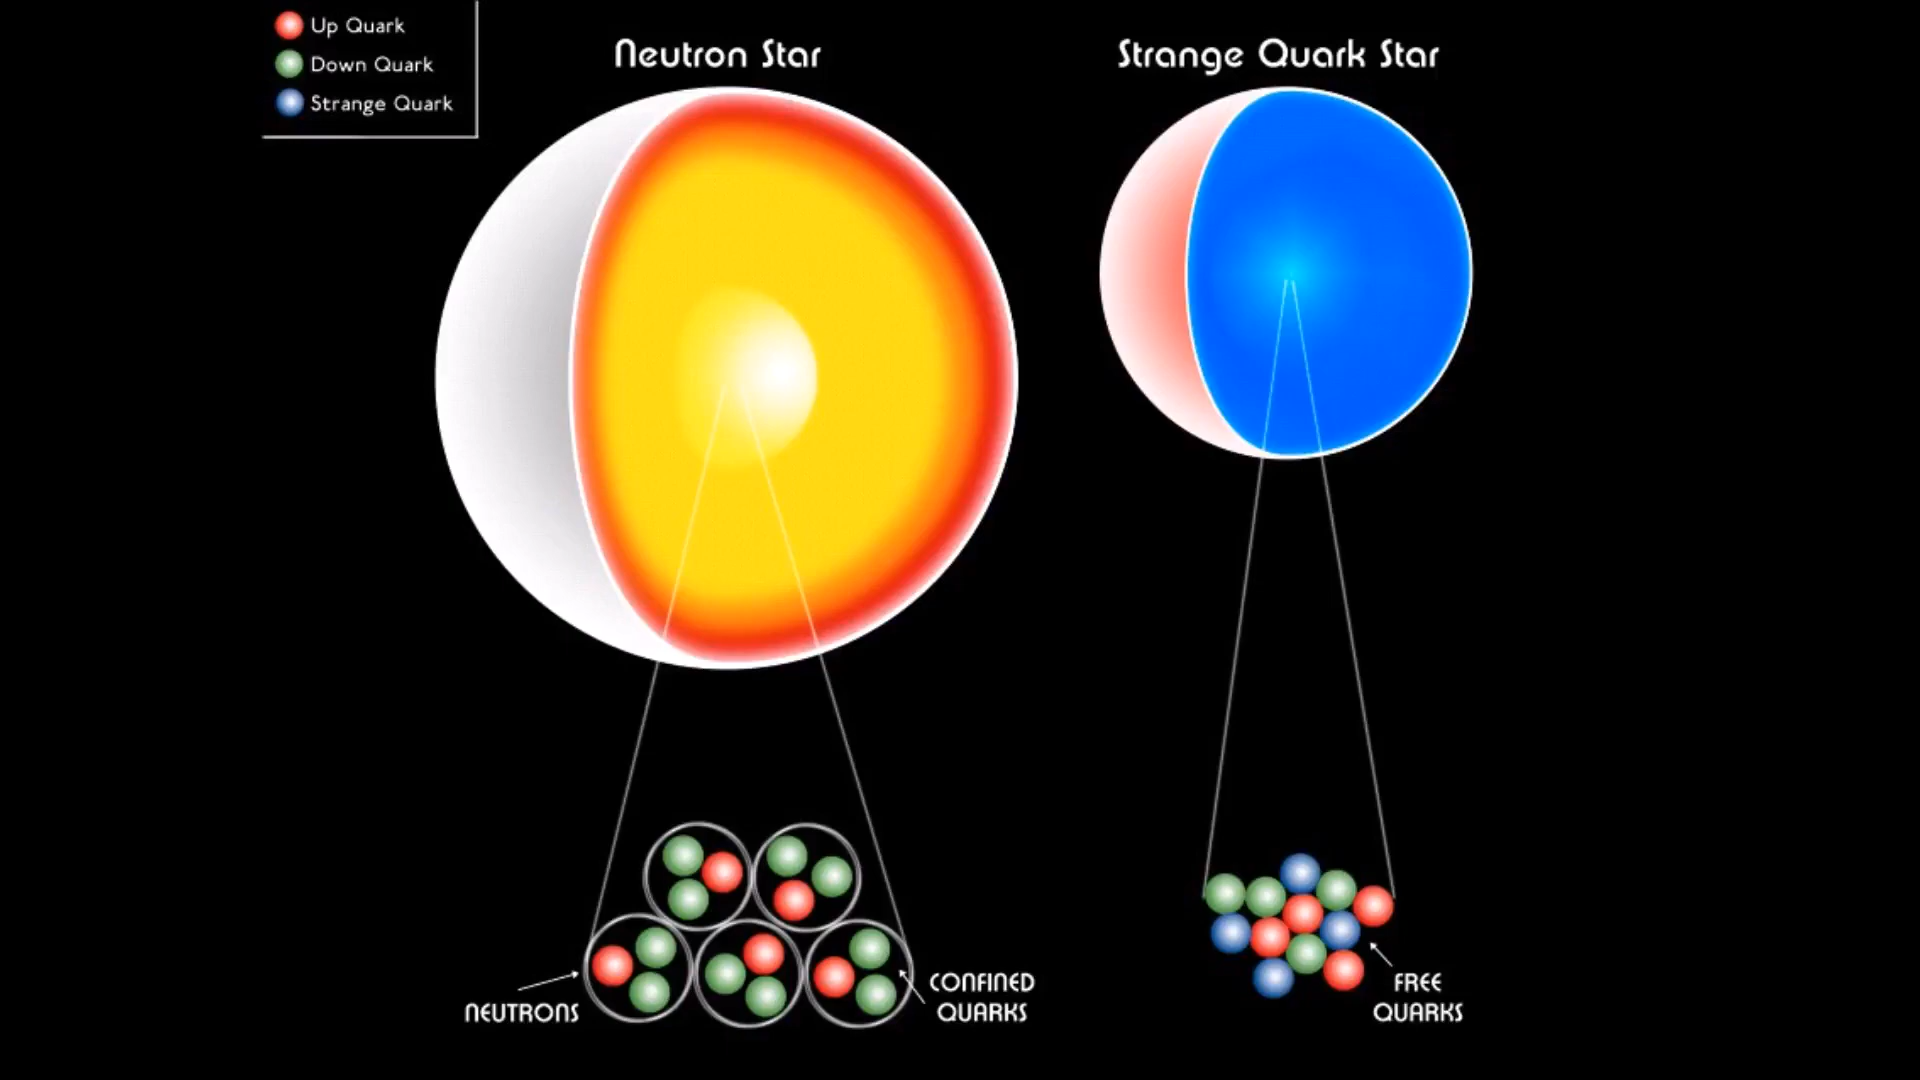 Up Quark
Down Quark
Strange Quark
Neutron Star
Strange Quark Star
NEUTRONS
CONFINED
QUARKS
FREE
QUARKS